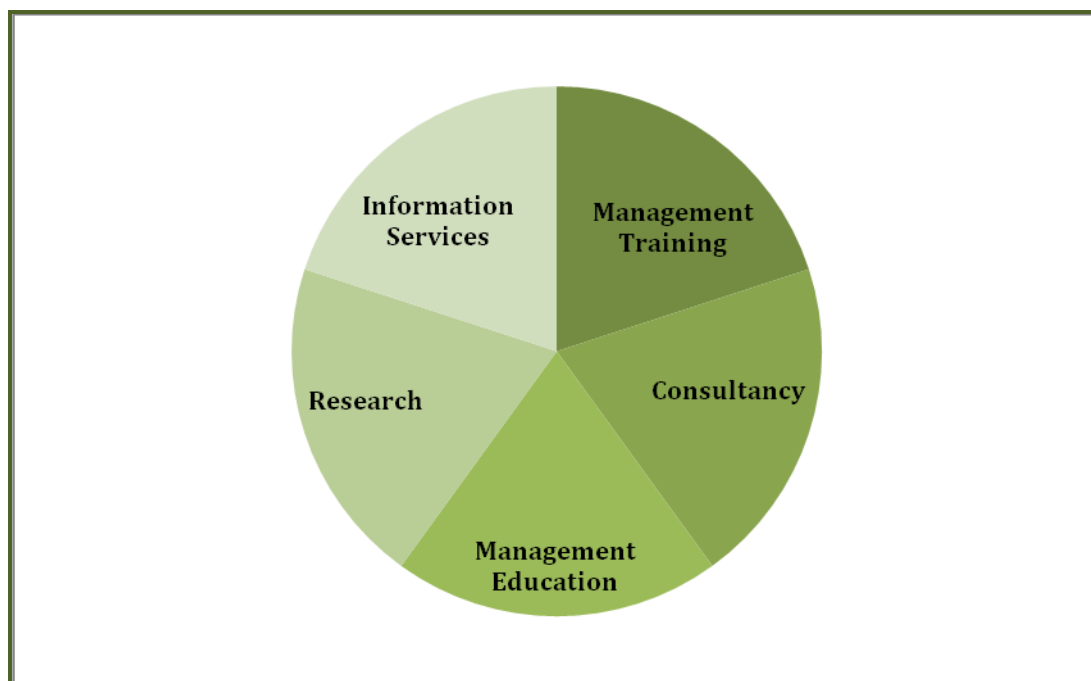 Information
Services
Management
Training
Consultancy
Research
Management
Education